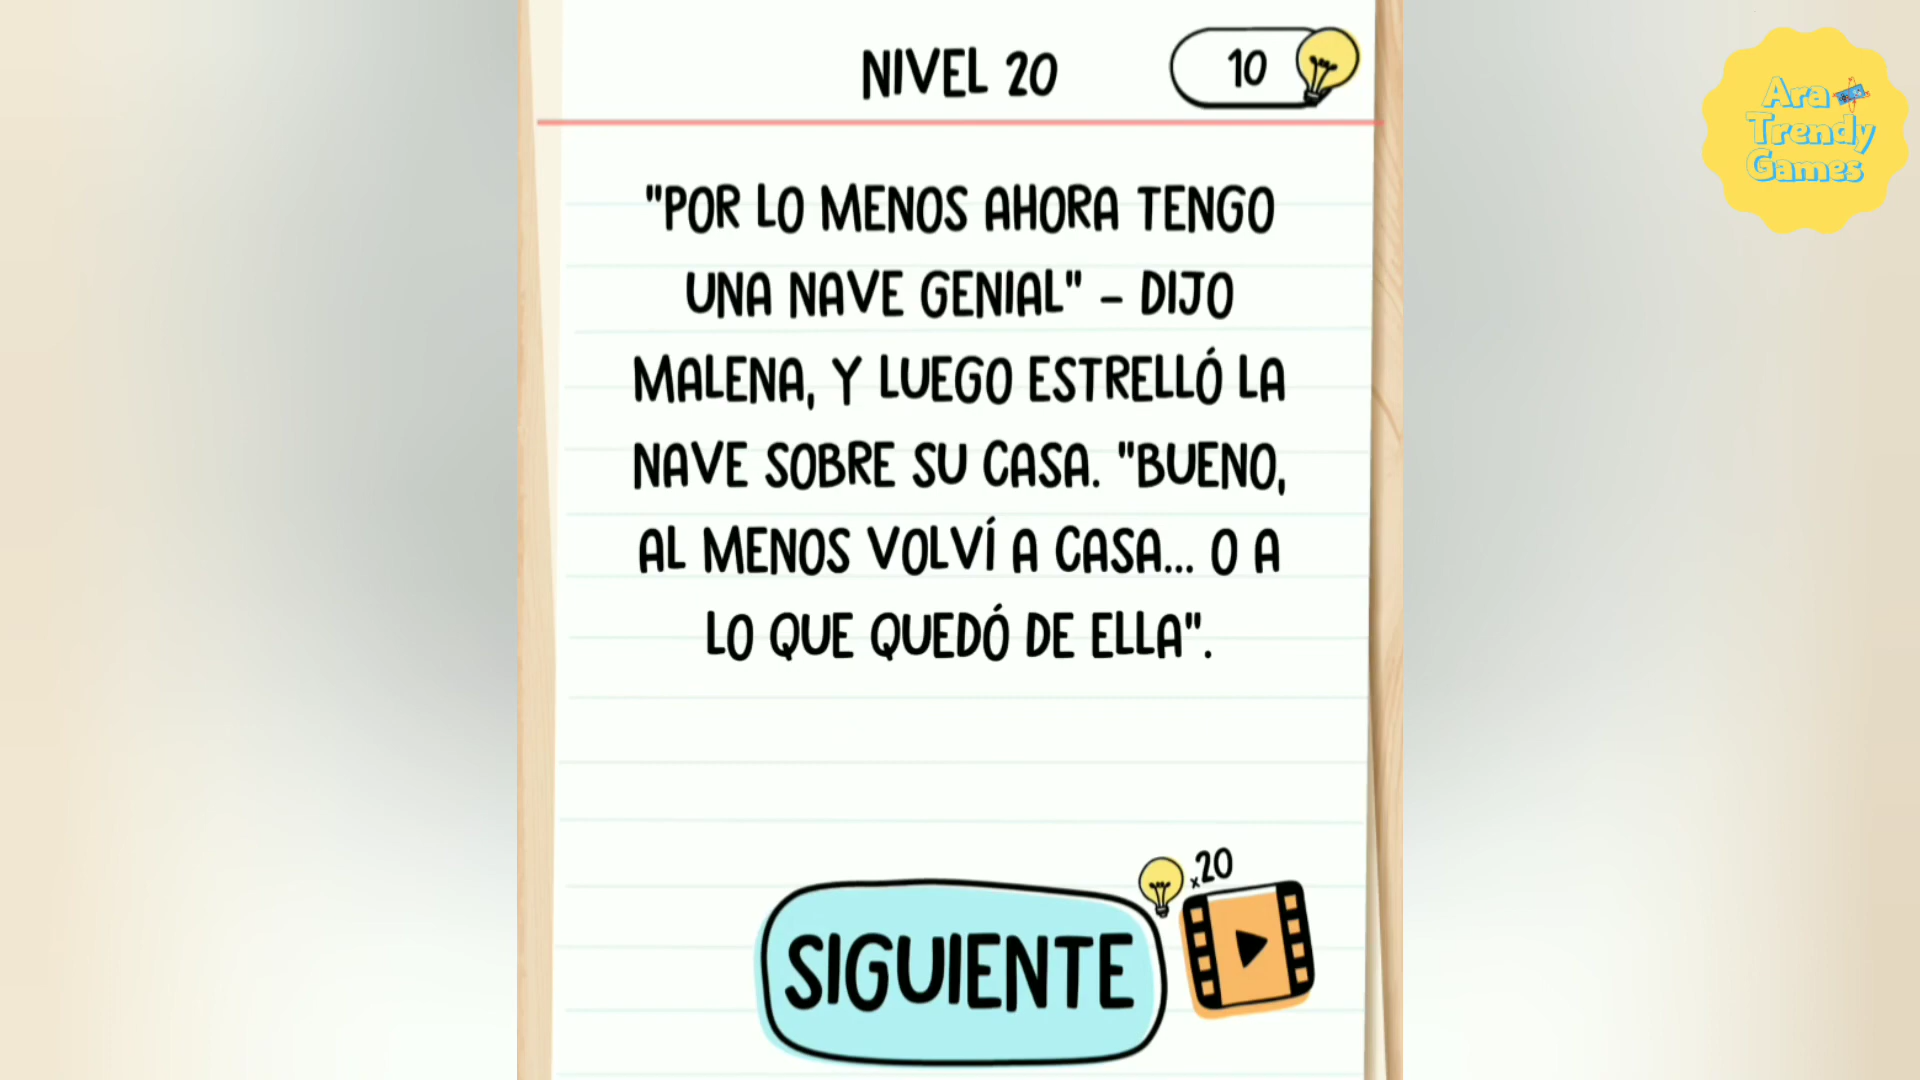 NIVEL 20
10
Ara
Trendy
Games
"POR LO MENOS AHORA TENGO
UNA NAVE GENIAL" - DIJO
MALENA, Y LUEGO ESTRELLÓ LA
NAVE SOBRE SU CASA. "BUENO,
AL MENOS VOLVÍ A CASA... O A
LO QUE QUEDÓ DE ELLA".
x20
SIGUIENTE